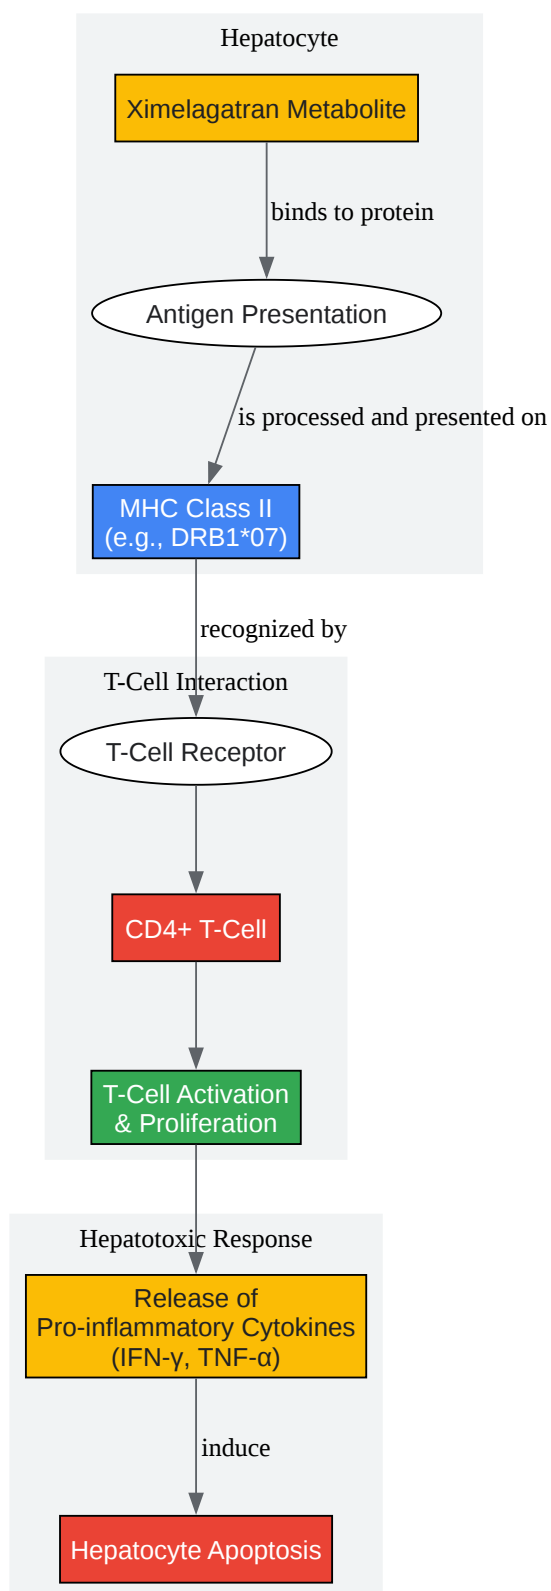 Hepatocyte
Ximelagatran Metabolite
binds to protein
Antigen Presentation
is processed and presented on
MHC Class II
(e.g., DRB1*07)
recognized by
T-Cell Interaction
T-Cell Receptor
CD4+ T-Cell
T-Cell Activation
& Proliferation
Hepatotoxic Response
Release of
Pro-inflammatory Cytokines
(IFN-γ, TNF-α)
induce
Hepatocyte Apoptosis